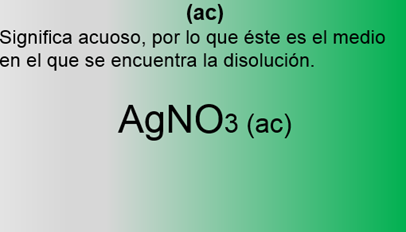 (ac)
Significa acuoso, por lo que éste es el medio
en el que se encuentra la disolución.
AgNO3 (ac)